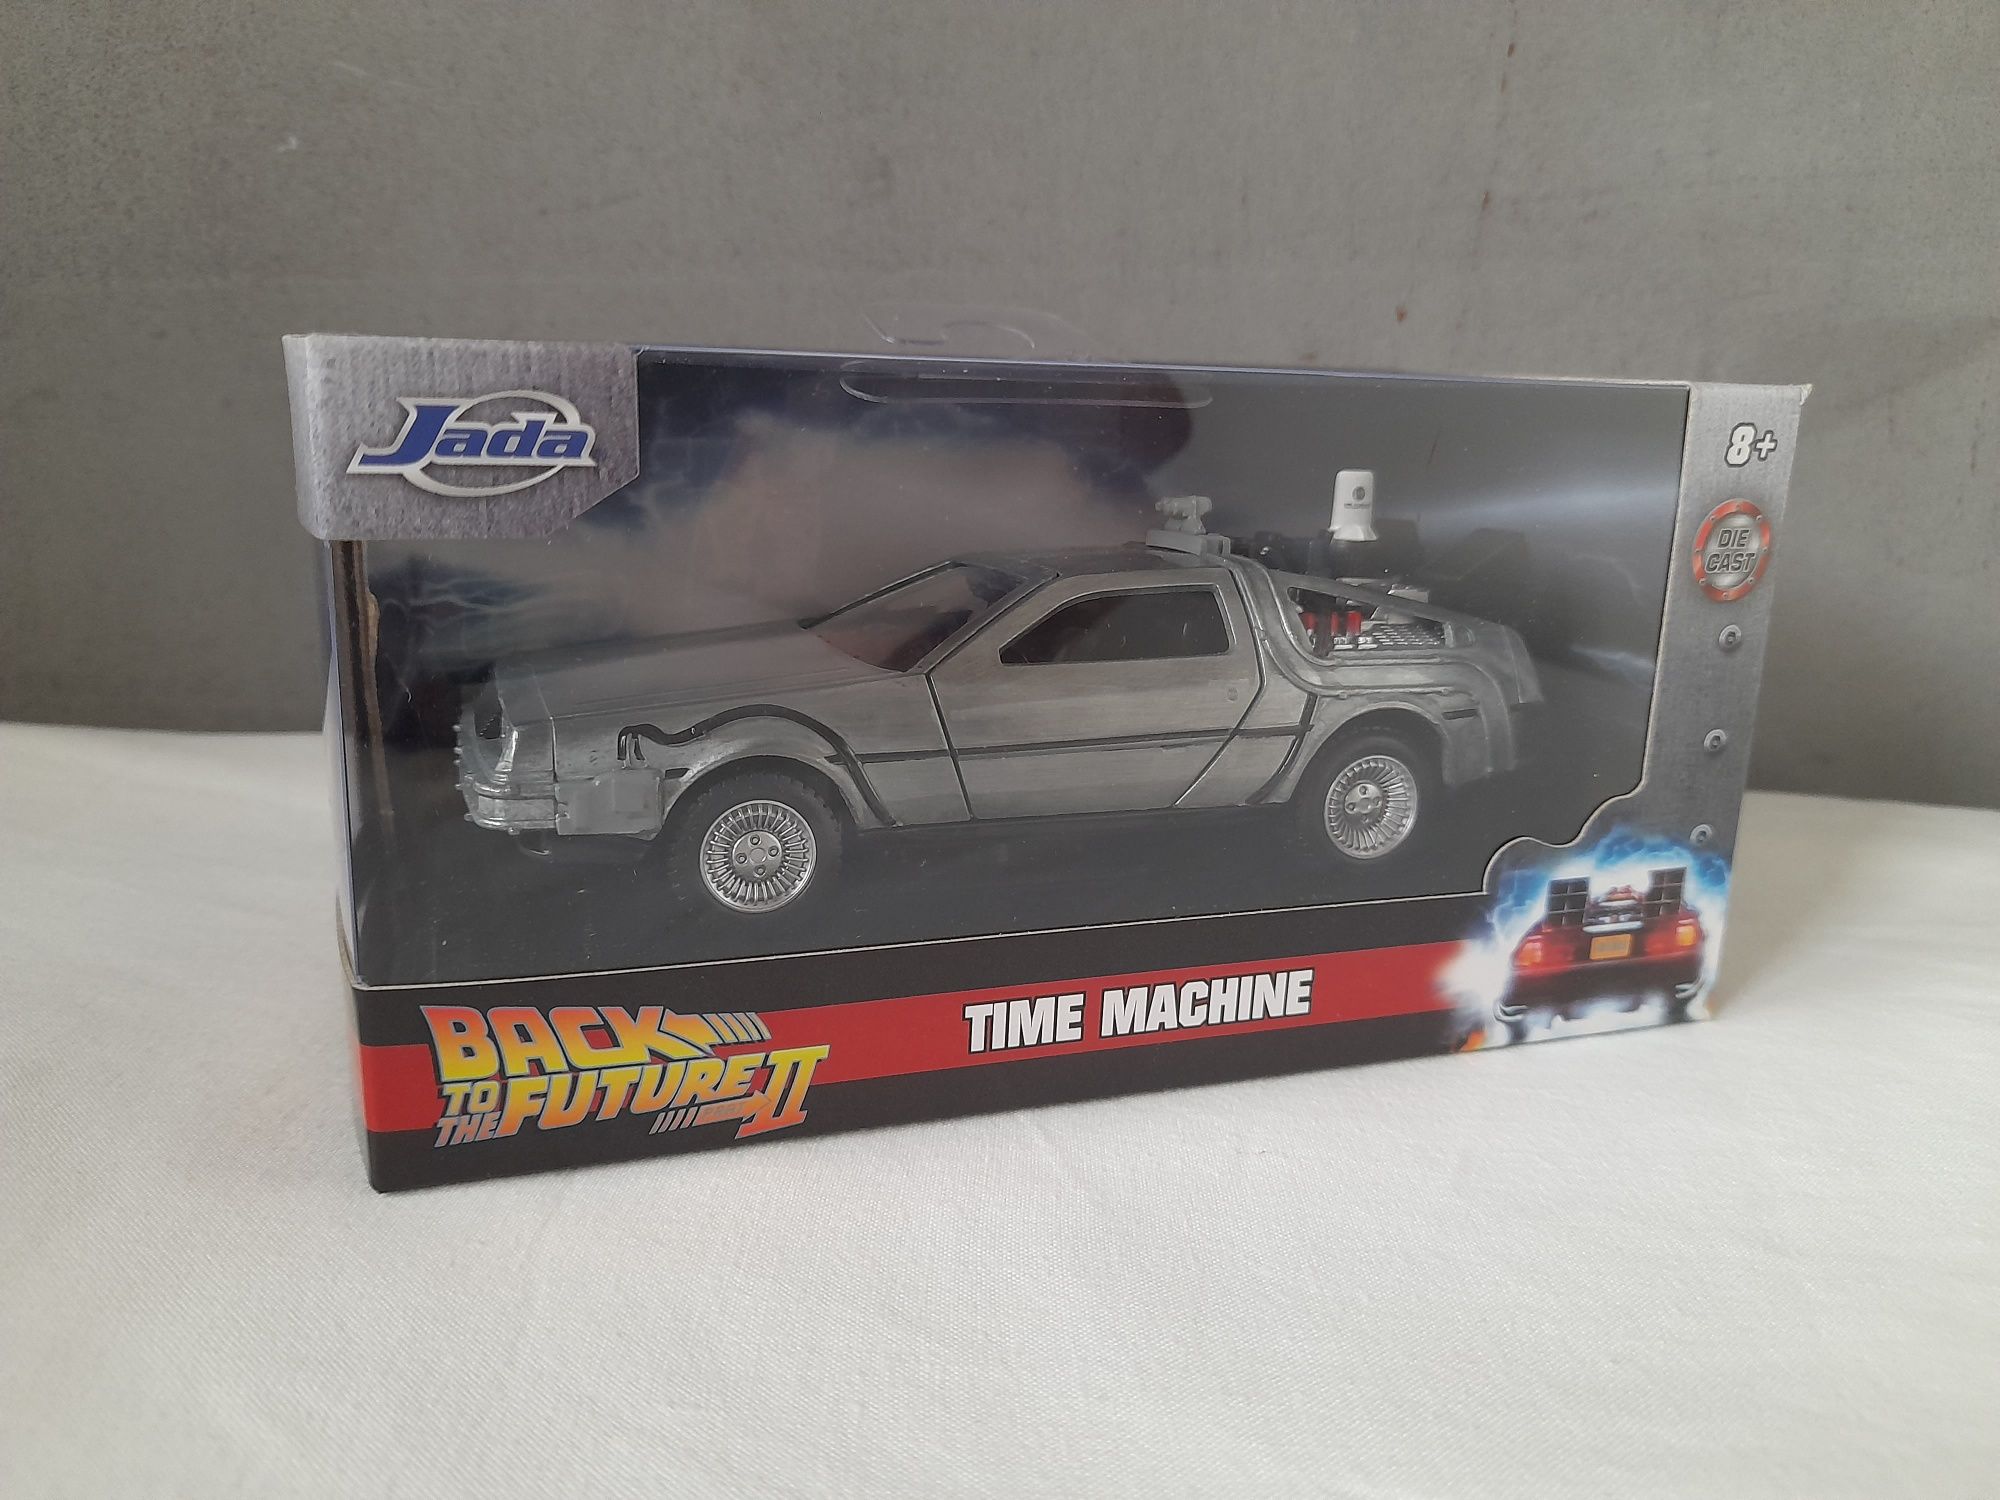 Jada
8+
DIE
CAST
BACK
TO
THE
FUTURE
PART
II
TIME MACHINE